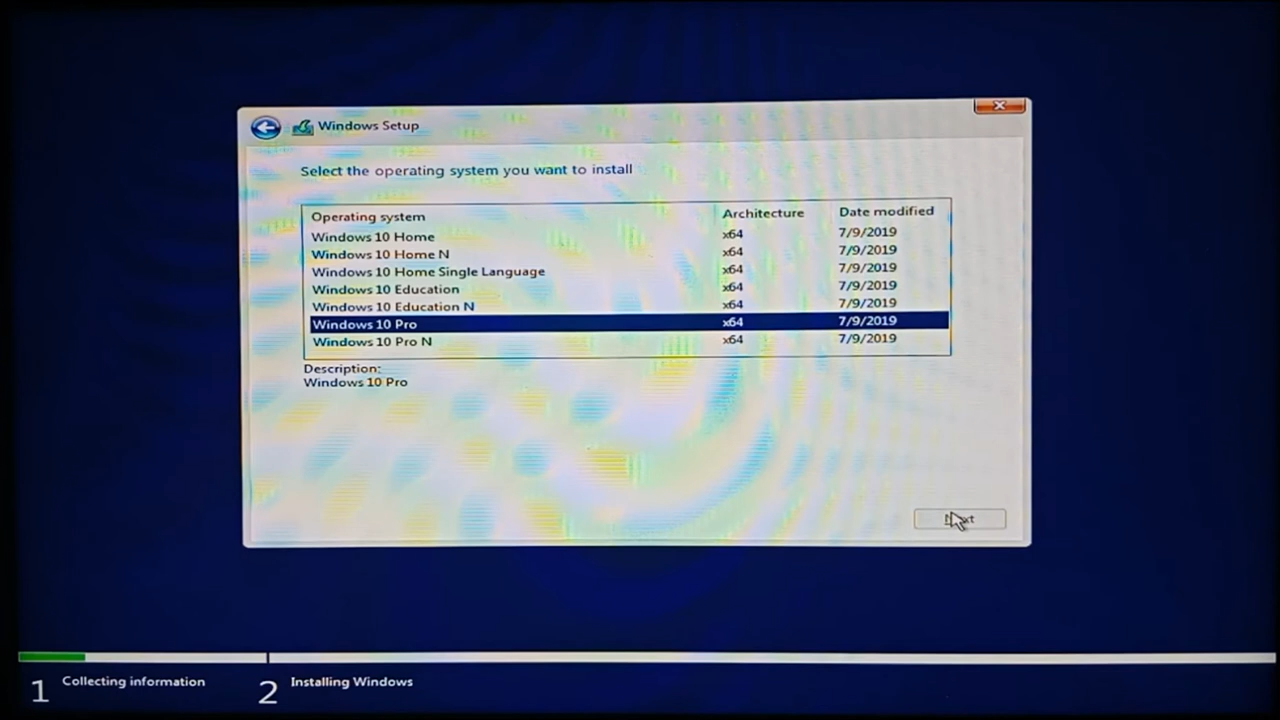 Windows Setup
Select the operating system you want to install
Operating system Architecture Date modified
Windows 10 Home x64 7/9/2019
Windows 10 Home N x64 7/9/2019
Windows 10 Home Single Language x64 7/9/2019
Windows 10 Education x64 7/9/2019
Windows 10 Education N x64 7/9/2019
Windows 10 Pro x64 7/9/2019
Windows 10 Pro N x64 7/9/2019
Description:
Windows 10 Pro
1 Collecting information 2 Installing Windows